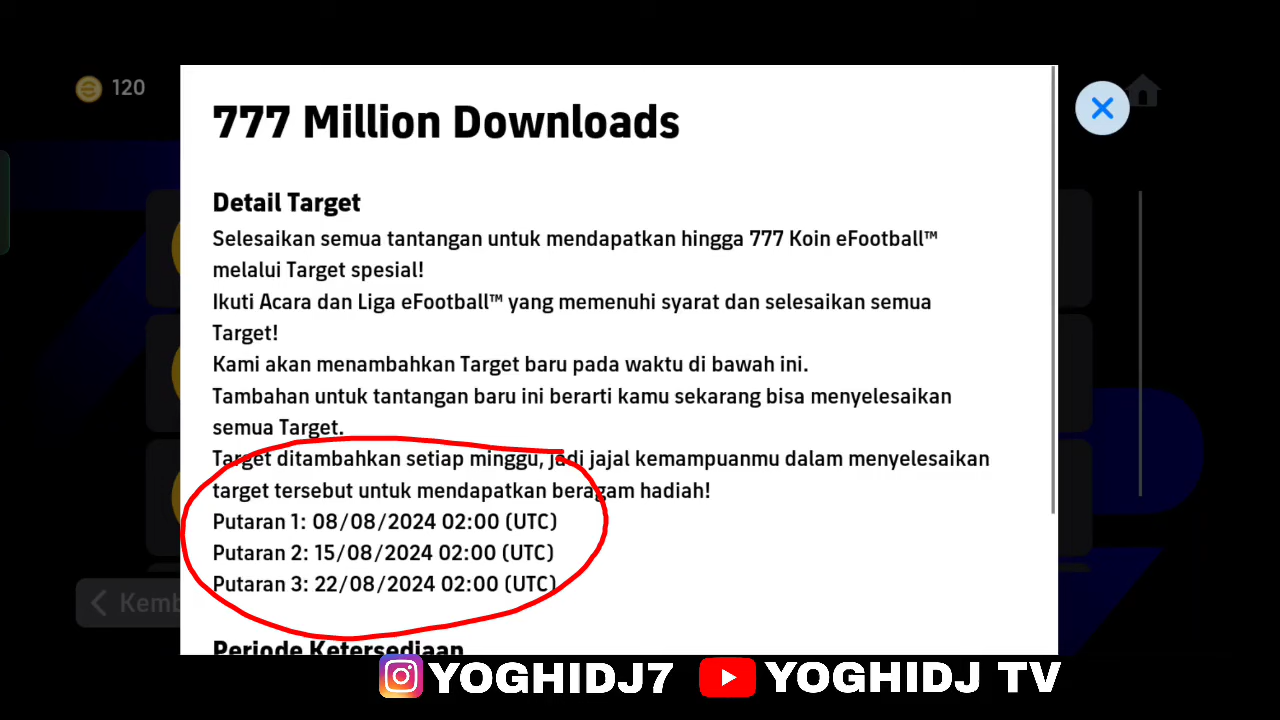 120
777 Million Downloads
Detail Target
Selesaikan semua tantangan untuk mendapatkan hingga 777 Koin eFootball™
melalui Target spesial!
Ikuti Acara dan Liga eFootball™ yang memenuhi syarat dan selesaikan semua
Target!
Kami akan menambahkan Target baru pada waktu di bawah ini.
Tambahan untuk tantangan baru ini berarti kamu sekarang bisa menyelesaikan
semua Target.
Target ditambahkan setiap minggu, jadi jajal kemampuanmu dalam menyelesaikan
target tersebut untuk mendapatkan beragam hadiah!
Putaran 1: 08/08/2024 02:00 (UTC)
Putaran 2: 15/08/2024 02:00 (UTC)
Putaran 3: 22/08/2024 02:00 (UTC)
Kemb
Periode Ketersediaan
YOGHIDJ7 YOGHIDJ TV